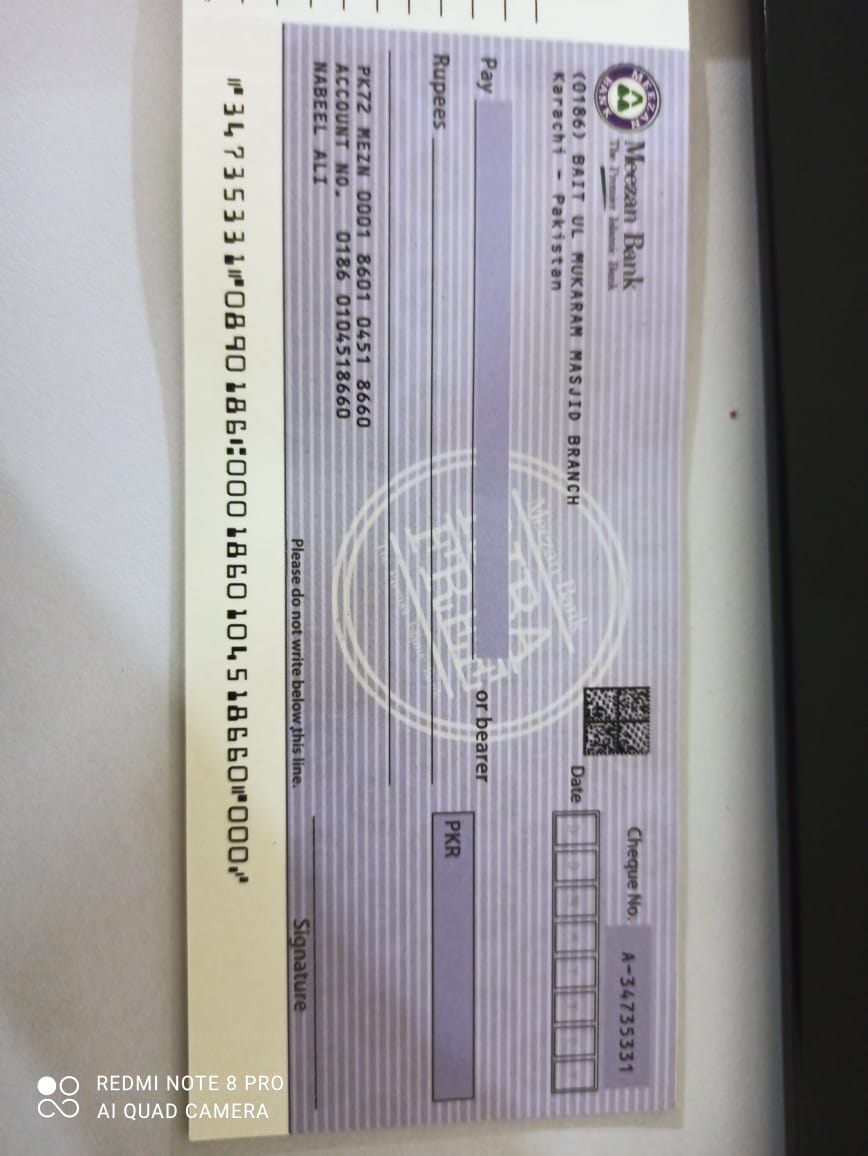 MEEZAN BANK
Meezan Bank
The Premier Islamic Bank
Cheque No. A-34735331
(0186) BAIT UL MUKARAM MASJID BRANCH
Karachi - Pakistan
Date
Meezan Bank
RIBA
FREE
The Premier Islamic Bank
Pay or bearer
PKR
Rupees
PK72 MEZN 0001 8601 0451 8660
ACCOUNT NO. 0186 0104518660
NABEEL ALI
Please do not write below this line.
Signature
⑈34735331⑈0890186⑆0001860104518660⑈000⑇
REDMI NOTE 8 PRO
AI QUAD CAMERA